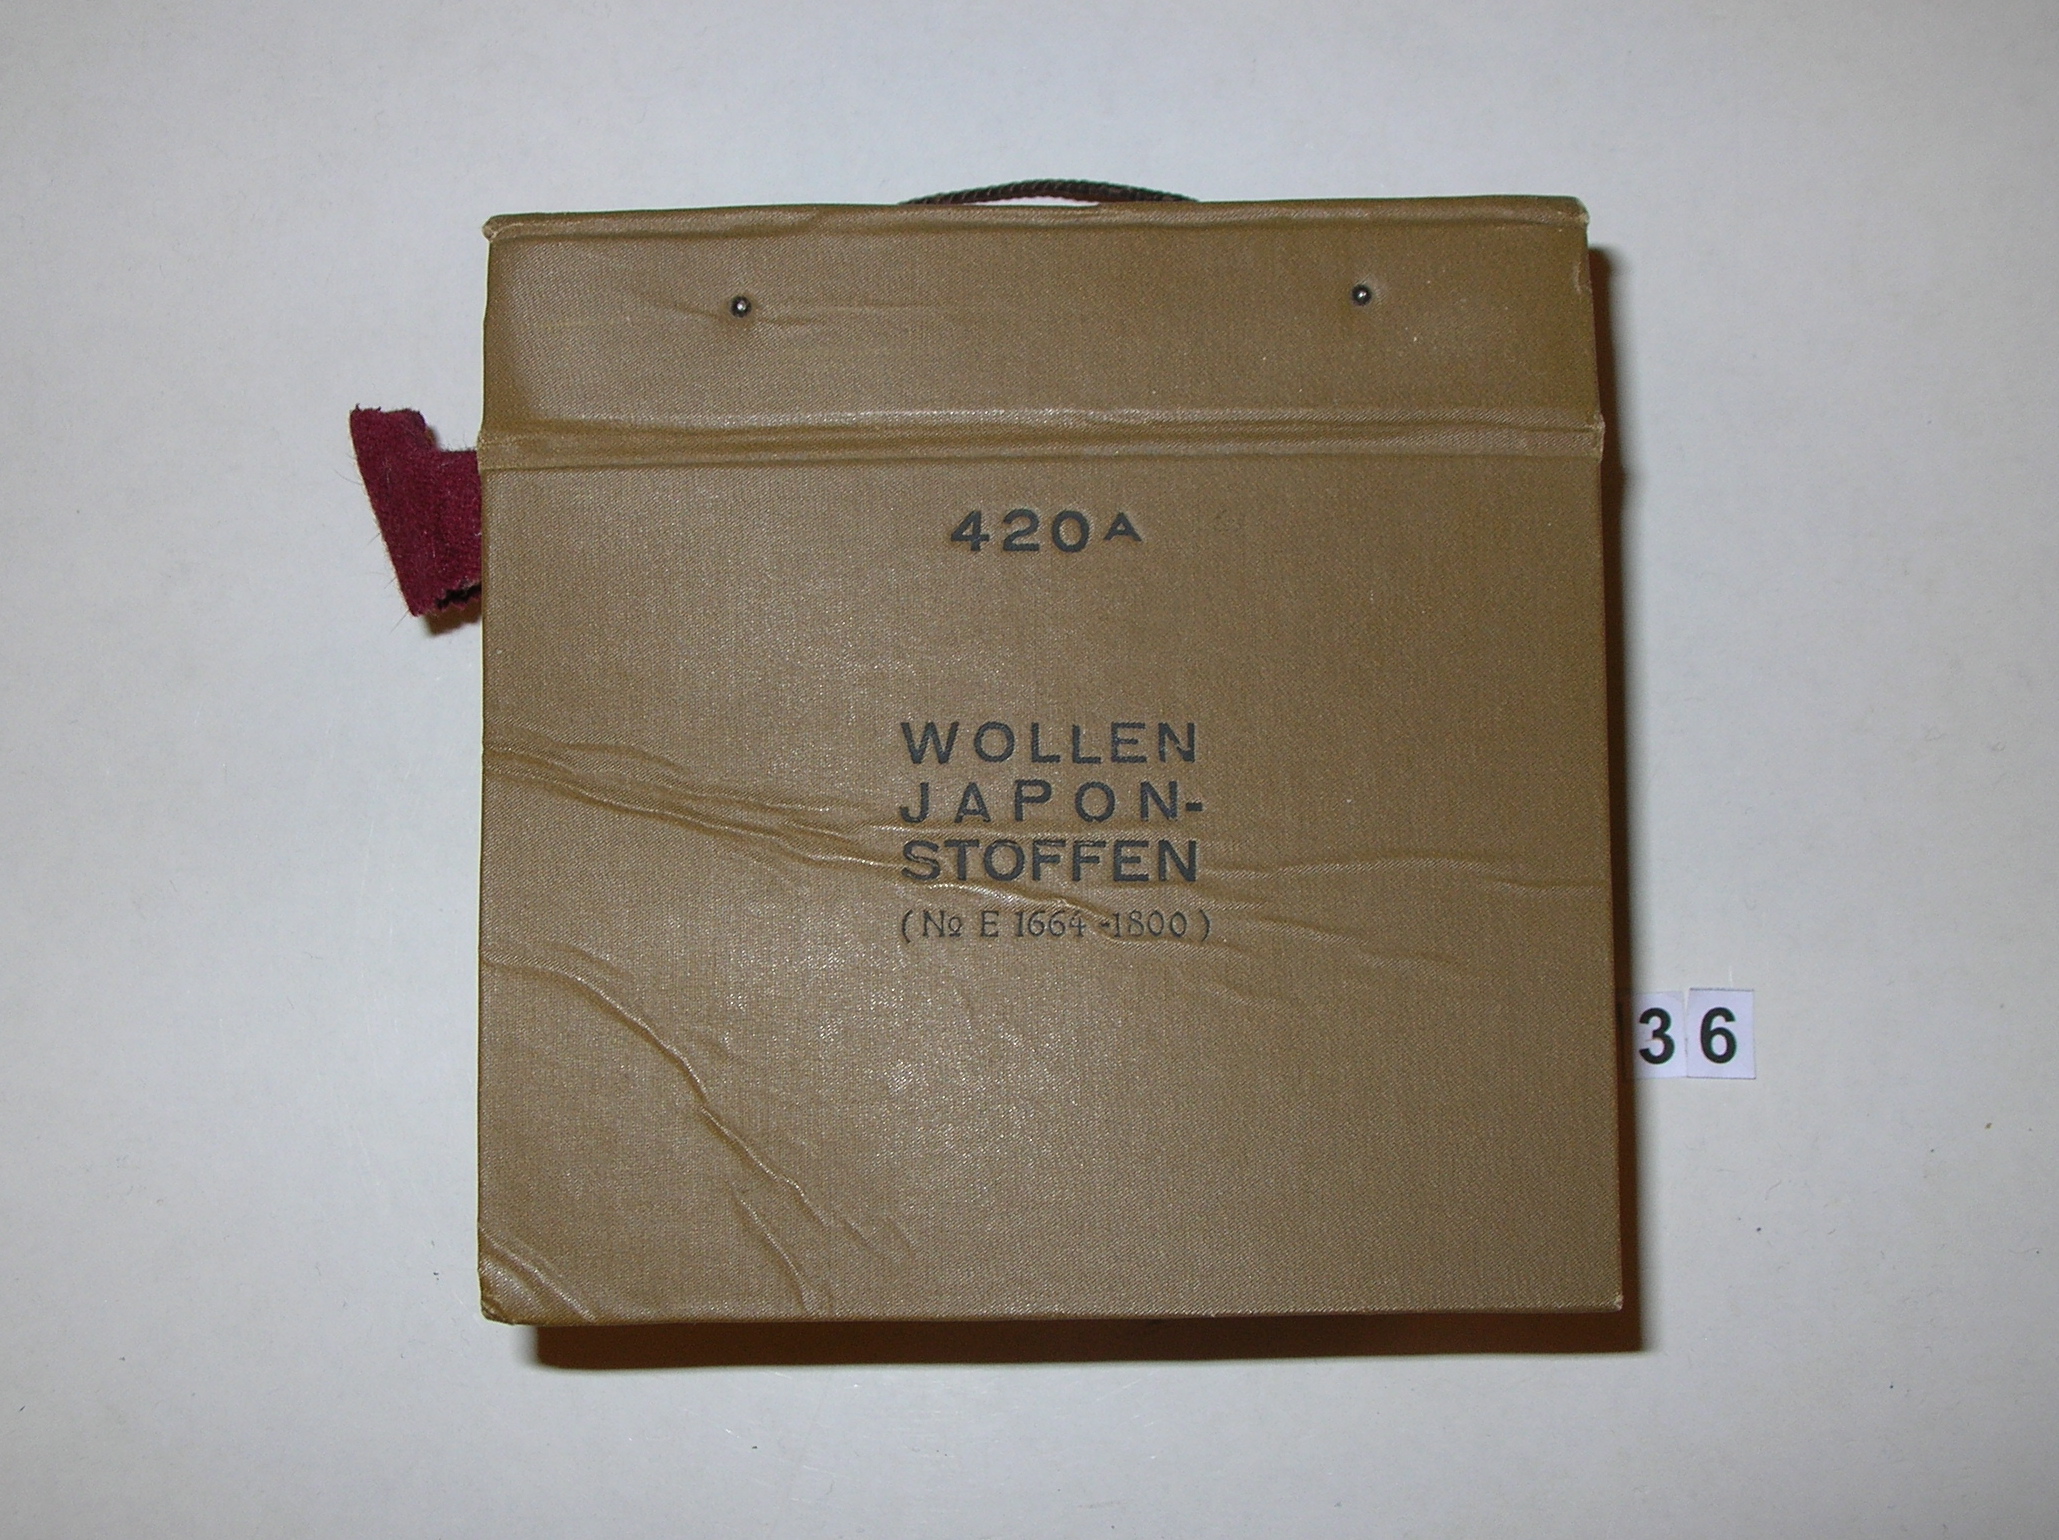 420A
WOLLEN
JAPON-
STOFFEN
(No E 1664-1800)
36